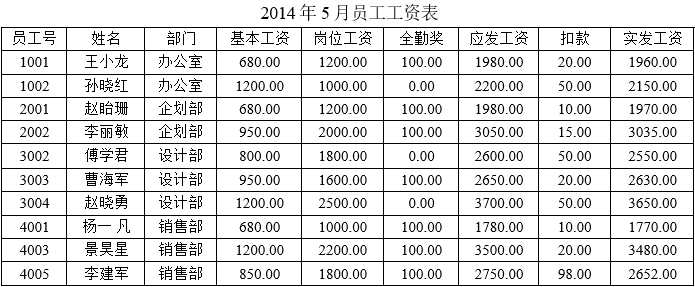 2014年5月员工工资表
员工号 姓名 部门 基本工资 岗位工资 全勤奖 应发工资 扣款 实发工资
1001 王小龙 办公室 680.00 1200.00 100.00 1980.00 20.00 1960.00
1002 孙晓红 办公室 1200.00 1000.00 0.00 2200.00 50.00 2150.00
2001 赵眙珊 企划部 680.00 1200.00 100.00 1980.00 10.00 1970.00
2002 李丽敏 企划部 950.00 2000.00 100.00 3050.00 15.00 3035.00
3002 傅学君 设计部 800.00 1800.00 0.00 2600.00 50.00 2550.00
3003 曹海军 设计部 950.00 1600.00 100.00 2650.00 20.00 2630.00
3004 赵晓勇 设计部 1200.00 2500.00 0.00 3700.00 50.00 3650.00
4001 杨一 凡 销售部 680.00 1000.00 100.00 1780.00 10.00 1770.00
4003 景昊星 销售部 1200.00 2200.00 100.00 3500.00 20.00 3480.00
4005 李建军 销售部 850.00 1800.00 100.00 2750.00 98.00 2652.00